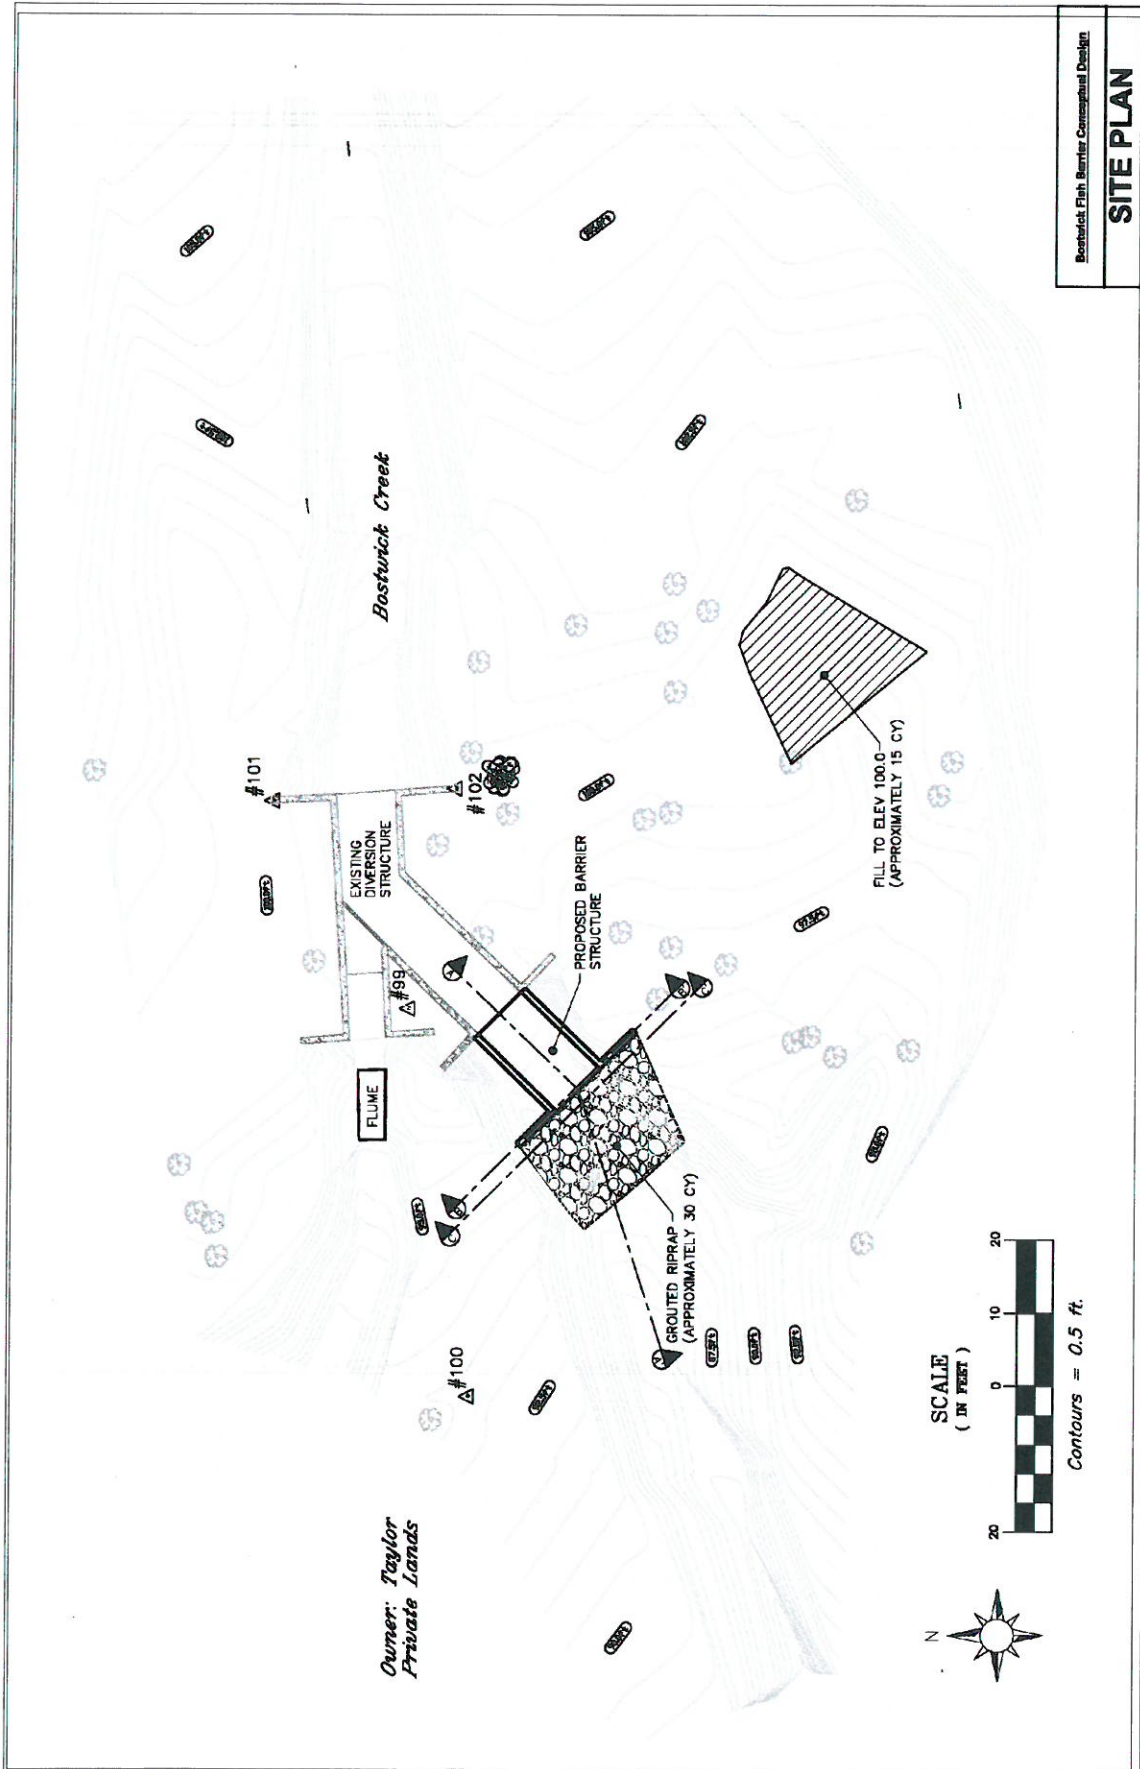 Bostwick Creek
#101
#102
EXISTING
DIVERSION
STRUCTURE
#99
FLUME
PROPOSED BARRIER
STRUCTURE
FILL TO ELEV 100.0
(APPROXIMATELY 15 CY)
GROUTED RIPRAP
(APPROXIMATELY 30 CY)
#100
Owner: Taylor
Private Lands
N
SCALE
( IN FEET )
20 0 10 20
Contours = 0.5 ft.
Bostwick Fish Barrier Conceptual Design
SITE PLAN